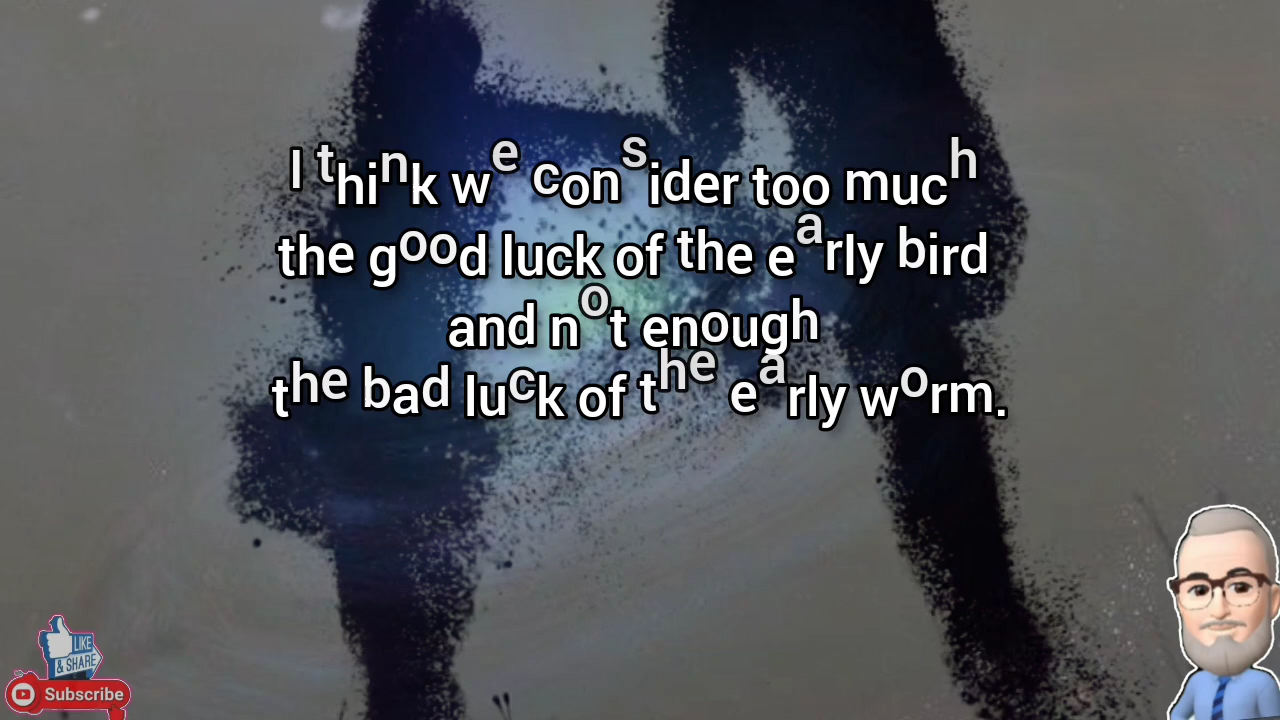 I think we consider too much
the good luck of the early bird
and not enough
the bad luck of the early worm.
LIKE
& SHARE
Subscribe